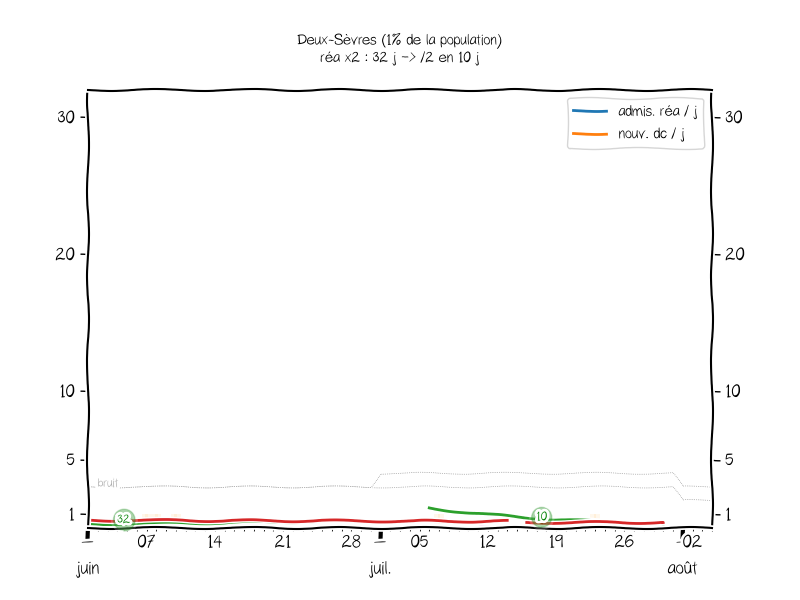 Deux-Sèvres (1% de la population)
réa x2 : 32 j -> /2 en 10 j
admis. réa / j
nouv. dc / j
30
30
20
20
10
10
5
5
bruit
1
1
32
10
07 14 21 28 05 12 19 26 02
juin juil. août